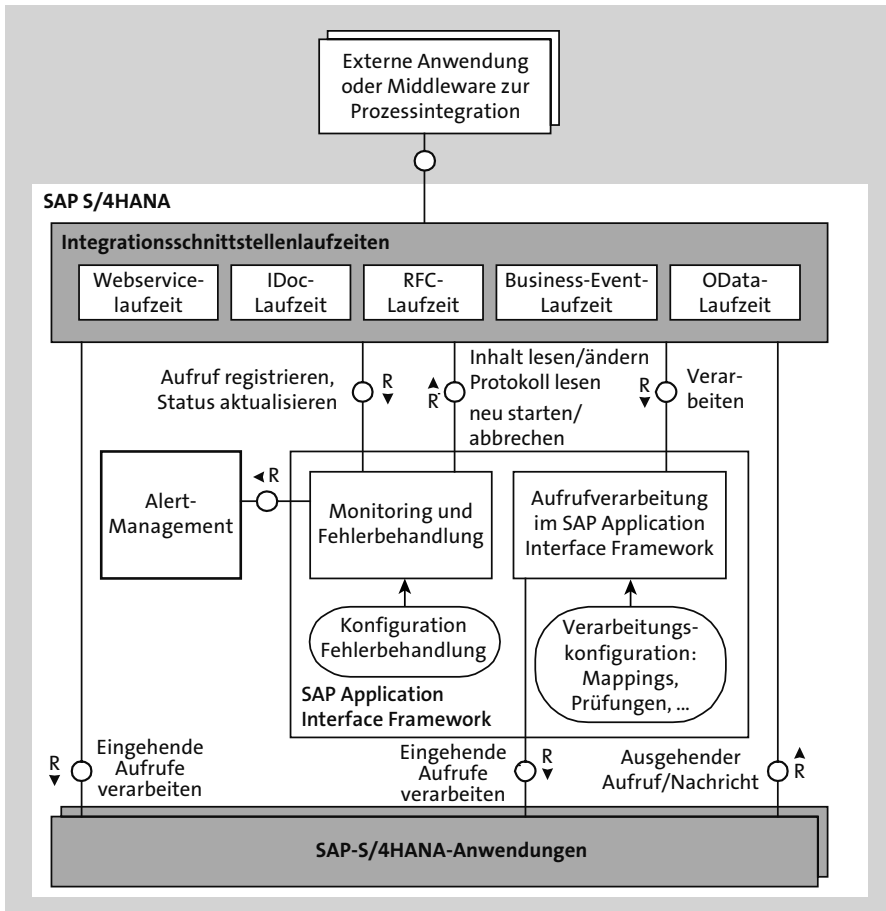 Externe Anwendung
oder Middleware zur
Prozessintegration
SAP S/4HANA
Integrationsschnittstellenlaufzeiten
Webservice-
laufzeit
IDoc-
Laufzeit
RFC-
Laufzeit
Business-Event-
Laufzeit
OData-
Laufzeit
Aufruf registrieren,
Status aktualisieren
R
R
Inhalt lesen/ändern
Protokoll lesen
neu starten/
abbrechen
R
Verar-
beiten
Alert-
Management
R
Monitoring und
Fehlerbehandlung
Aufrufverarbeitung
im SAP Application
Interface Framework
Konfiguration
Fehlerbehandlung
Verarbeitungs-
konfiguration:
Mappings,
Prüfungen, ...
SAP Application
Interface Framework
R
Eingehende
Aufrufe
verarbeiten
Eingehende
Aufrufe
verarbeiten
R
Ausgehender
Aufruf/Nachricht
R
SAP-S/4HANA-Anwendungen